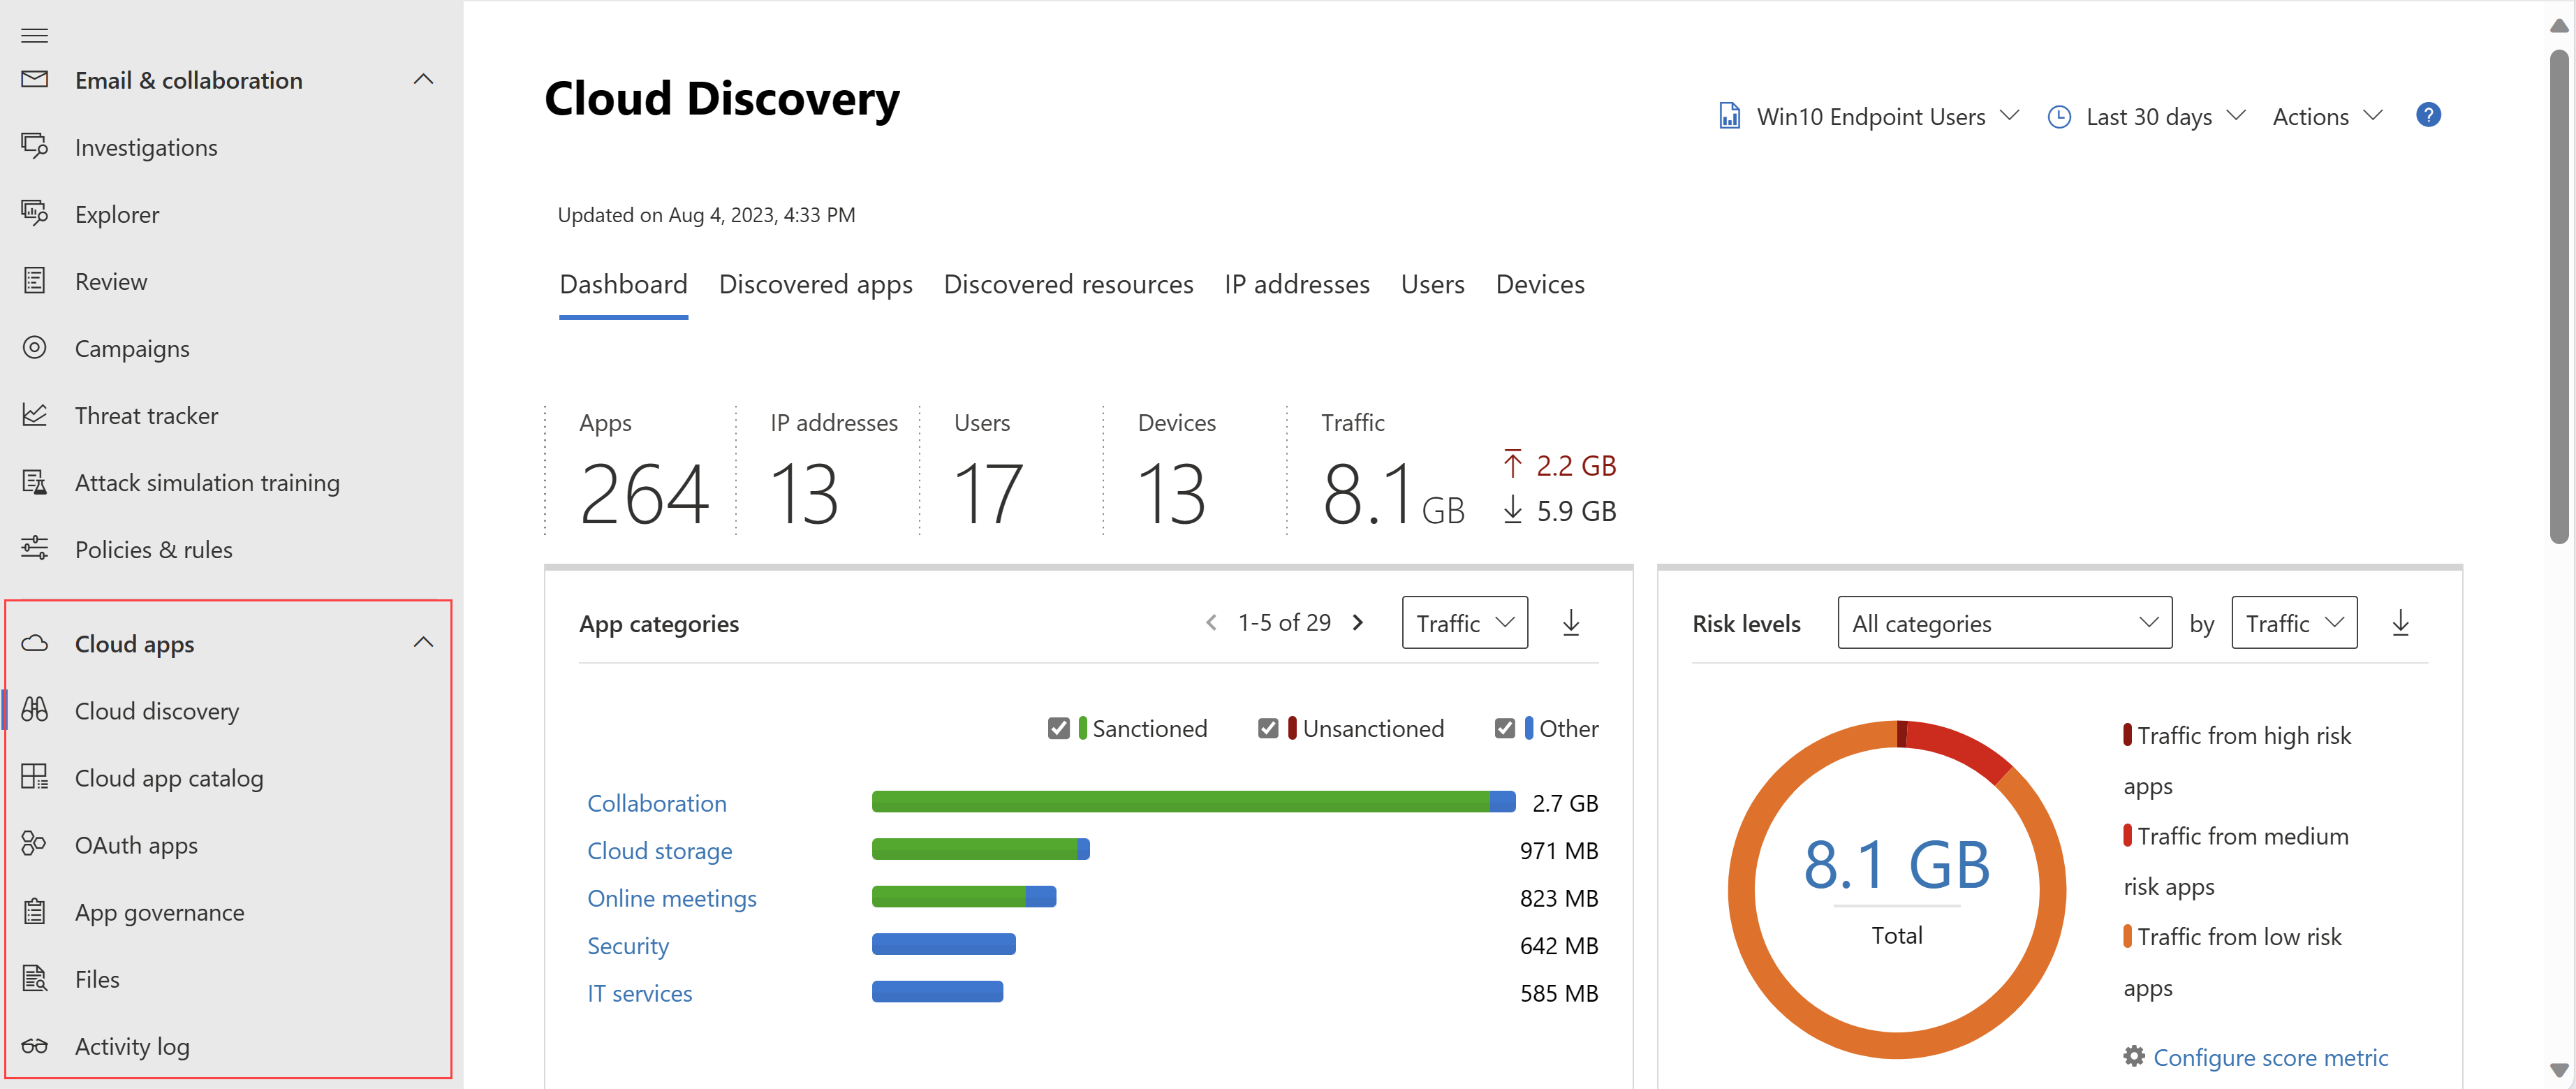 Email & collaboration
Investigations
Explorer
Review
Campaigns
Threat tracker
Attack simulation training
Policies & rules
Cloud apps
Cloud discovery
Cloud app catalog
OAuth apps
App governance
Files
Activity log
Cloud Discovery
Win10 Endpoint Users
Last 30 days
Actions
?
Updated on Aug 4, 2023, 4:33 PM
Dashboard Discovered apps Discovered resources IP addresses Users Devices
Apps IP addresses Users Devices Traffic
264 13 17 13 8.1 GB
2.2 GB
5.9 GB
App categories 1-5 of 29 Traffic
Sanctioned Unsanctioned Other
Collaboration 2.7 GB
Cloud storage 971 MB
Online meetings 823 MB
Security 642 MB
IT services 585 MB
Risk levels All categories by Traffic
8.1 GB
Total
Traffic from high risk
apps
Traffic from medium
risk apps
Traffic from low risk
apps
Configure score metric